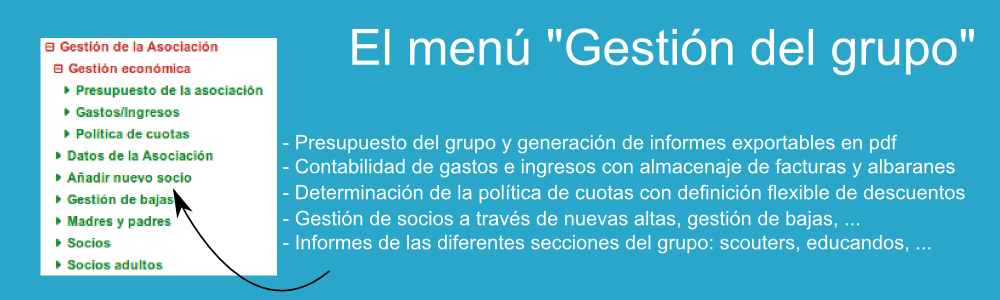 El menú "Gestión del grupo"
Gestión de la Asociación
Gestión económica
Presupuesto de la asociación
Gastos/Ingresos
Política de cuotas
Datos de la Asociación
Añadir nuevo socio
Gestión de bajas
Madres y padres
Socios
Socios adultos
- Presupuesto del grupo y generación de informes exportables en pdf
- Contabilidad de gastos e ingresos con almacenaje de facturas y albaranes
- Determinación de la política de cuotas con definición flexible de descuentos
- Gestión de socios a través de nuevas altas, gestión de bajas, ...
- Informes de las diferentes secciones del grupo: scouters, educandos, ...